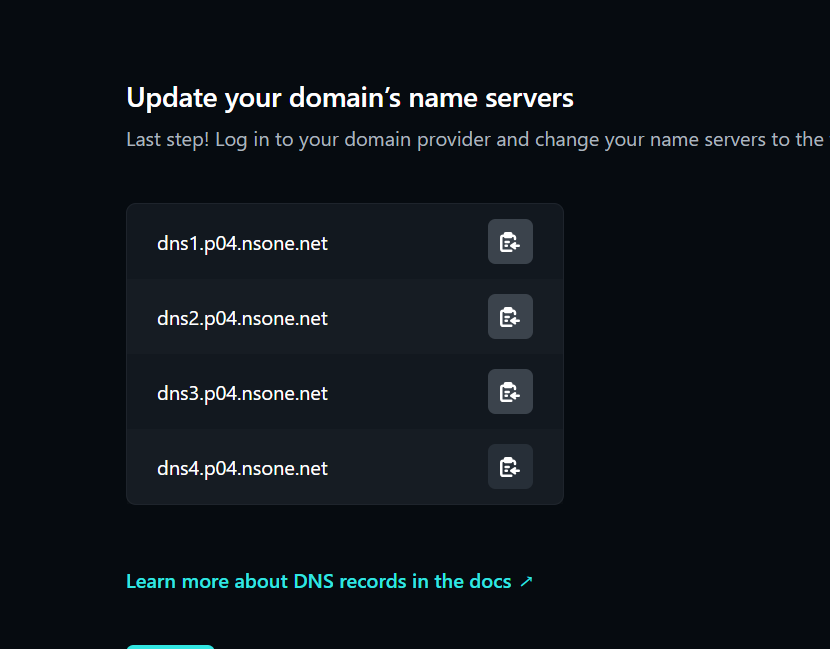 Update your domain’s name servers
Last step! Log in to your domain provider and change your name servers to the
dns1.p04.nsone.net
dns2.p04.nsone.net
dns3.p04.nsone.net
dns4.p04.nsone.net
Learn more about DNS records in the docs ↗